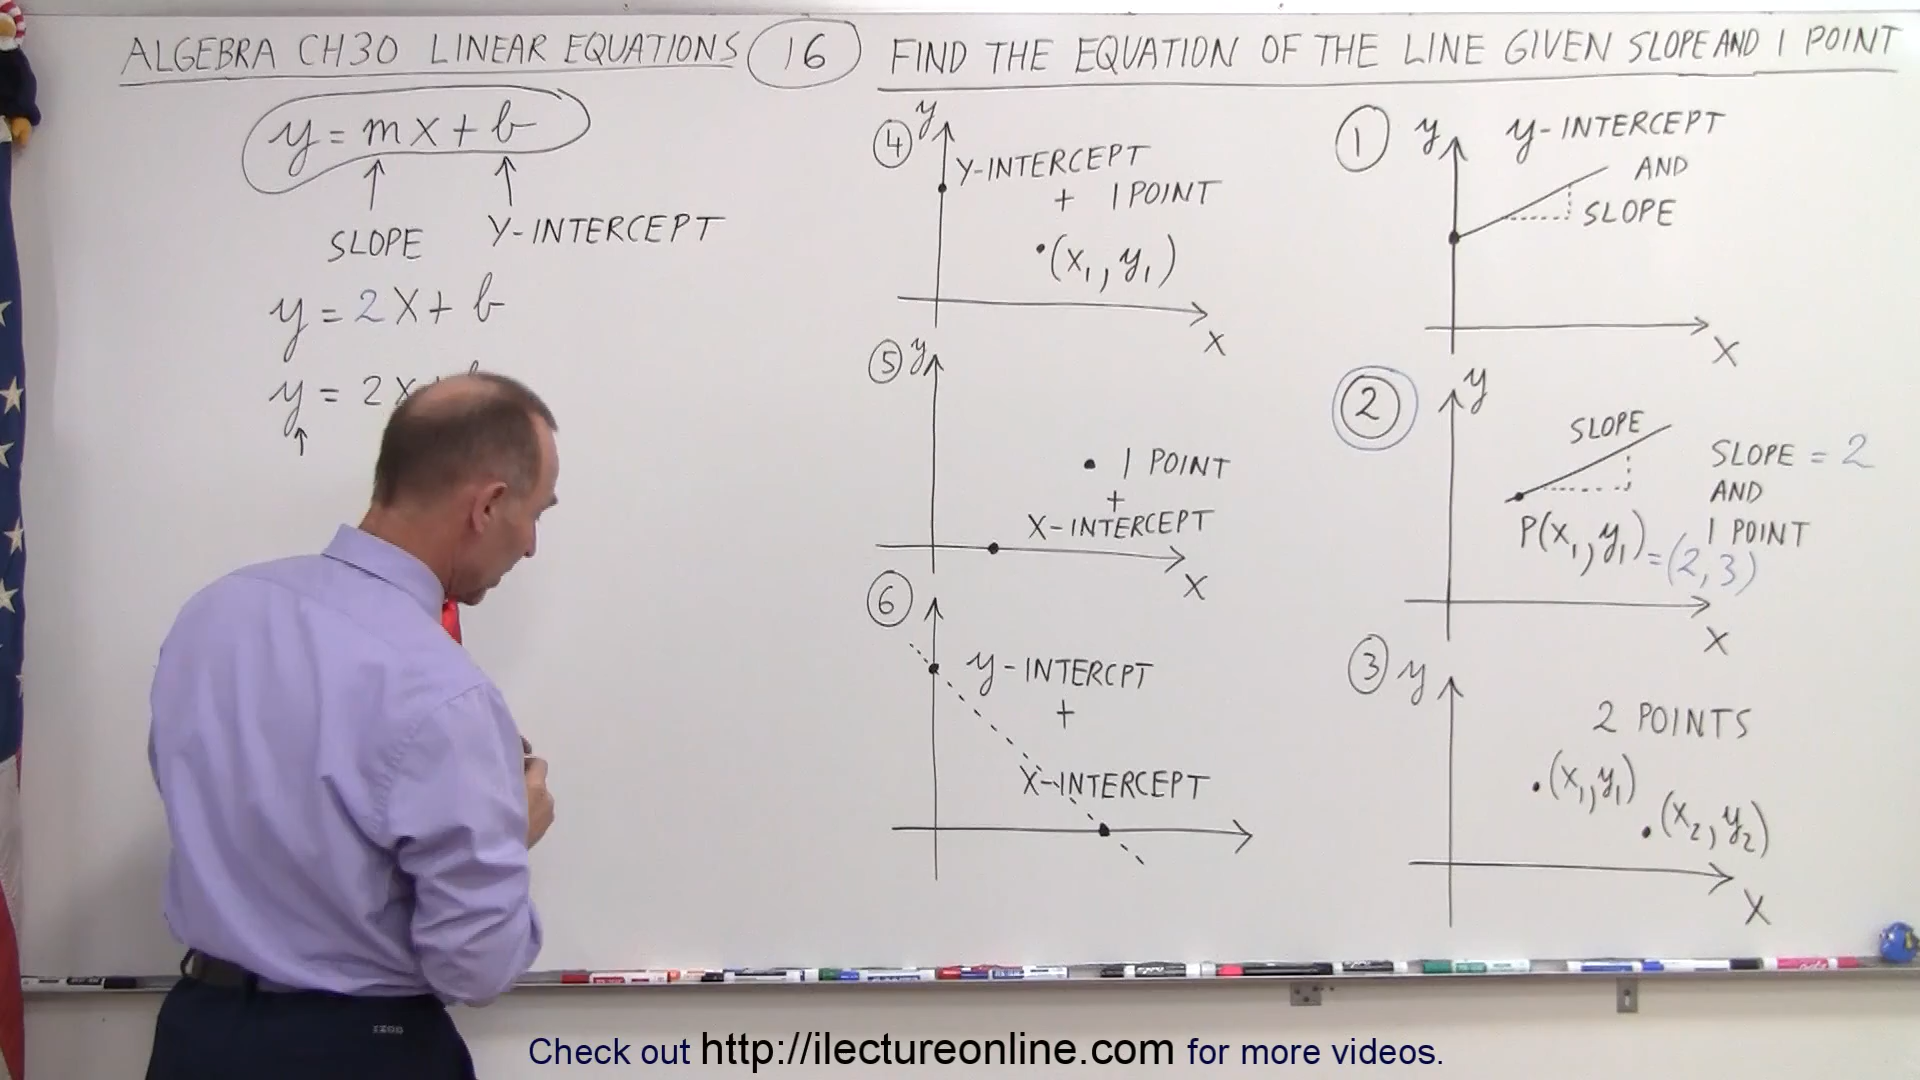 ALGEBRA CH30 LINEAR EQUATIONS 16 FIND THE EQUATION OF THE LINE GIVEN SLOPE AND 1 POINT
y = mx + b
SLOPE
Y-INTERCEPT
y = 2x + b
y = 2x
4
y
Y-INTERCEPT
+ 1 POINT
(x1, y1)
x
5
y
1 POINT
+
X-INTERCEPT
x
6
y-INTERCPT
+
X-INTERCEPT
1
y
y-INTERCEPT
AND
SLOPE
x
2
y
SLOPE
SLOPE = 2
AND
1 POINT
P(x1, y1) = (2, 3)
x
3
y
2 POINTS
(x1, y1)
(x2, y2)
x
Check out http://ilectureonline.com for more videos.